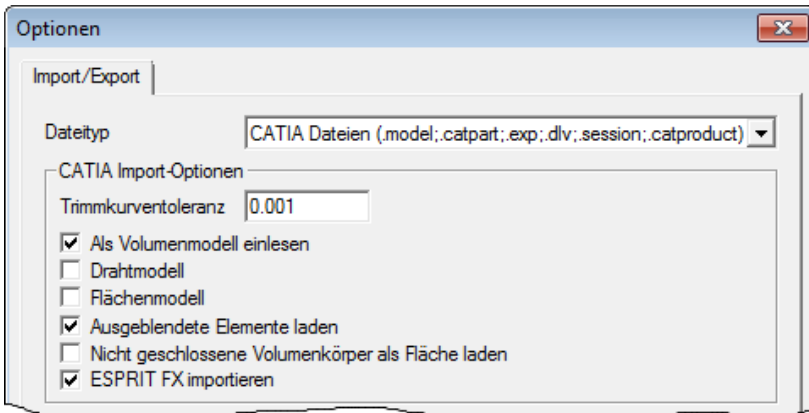 Optionen
Import/Export
Dateityp CATIA Dateien (.model;.catpart;.exp;.dlv;.session;.catproduct)
CATIA Import-Optionen
Trimmkurventoleranz 0.001
Als Volumenmodell einlesen
Drahtmodell
Flächenmodell
Ausgeblendete Elemente laden
Nicht geschlossene Volumenkörper als Fläche laden
ESPRIT FX importieren